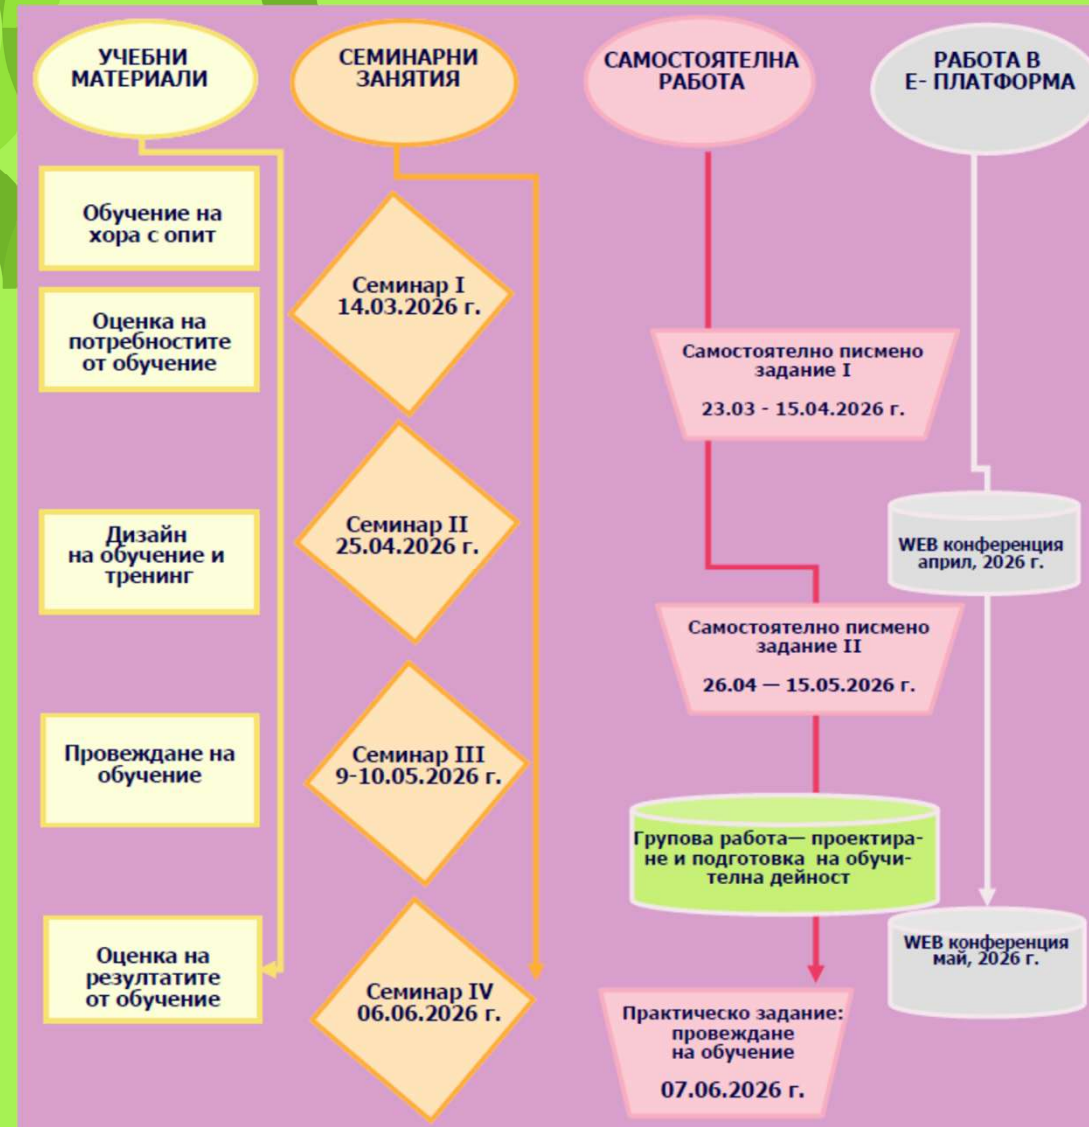 УЧЕБНИ
МАТЕРИАЛИ
Обучение на
хора с опит
Оценка на
потребностите
от обучение
Дизайн
на обучение и
тренинг
Провеждане на
обучение
Оценка на
резултатите
от обучение
СЕМИНАРНИ
ЗАНЯТИЯ
Семинар I
14.03.2026 г.
Семинар II
25.04.2026 г.
Семинар III
9-10.05.2026 г.
Семинар IV
06.06.2026 г.
САМОСТОЯТЕЛНА
РАБОТА
Самостоятелно писмено
задание I
23.03 - 15.04.2026 г.
Самостоятелно писмено
задание II
26.04 — 15.05.2026 г.
Групова работа— проектира-
не и подготовка на обучи-
телна дейност
Практическо задание:
провеждане
на обучение
07.06.2026 г.
РАБОТА В
Е- ПЛАТФОРМА
WEB конференция
април, 2026 г.
WEB конференция
май, 2026 г.